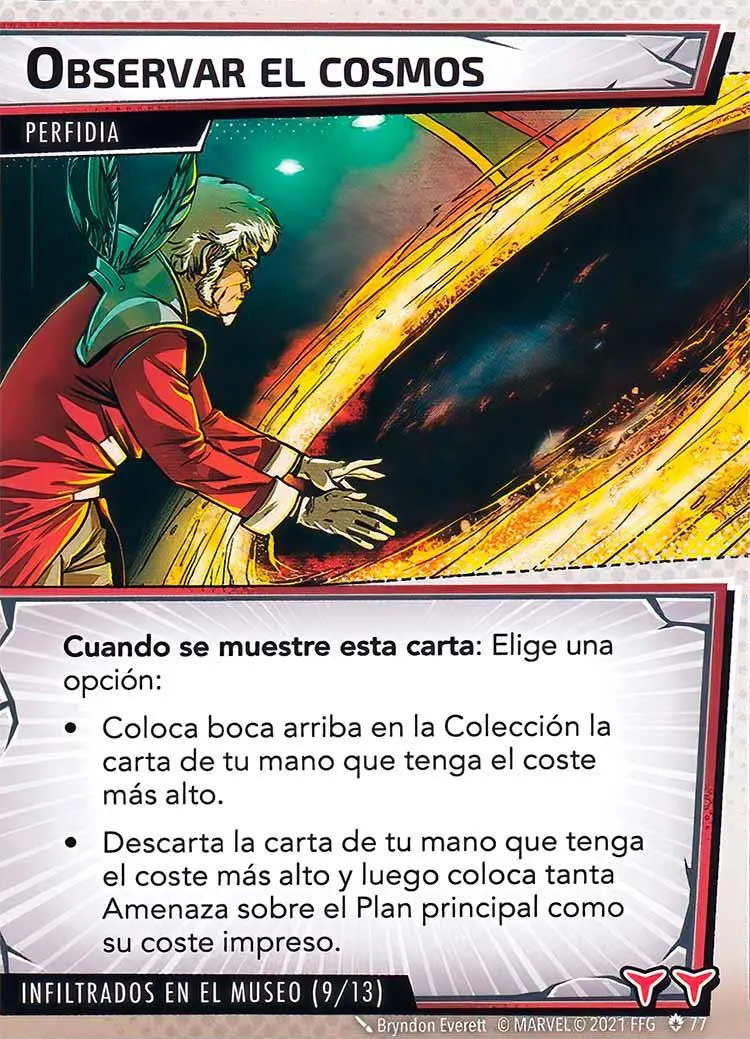 OBSERVAR EL COSMOS
PERFIDIA
Cuando se muestre esta carta: Elige una
opción:
• Coloca boca arriba en la Colección la
carta de tu mano que tenga el coste
más alto.
• Descarta la carta de tu mano que tenga
el coste más alto y luego coloca tanta
Amenaza sobre el Plan principal como
su coste impreso.
INFILTRADOS EN EL MUSEO (9/13)
Bryndon Everett © MARVEL © 2021 FFG 77